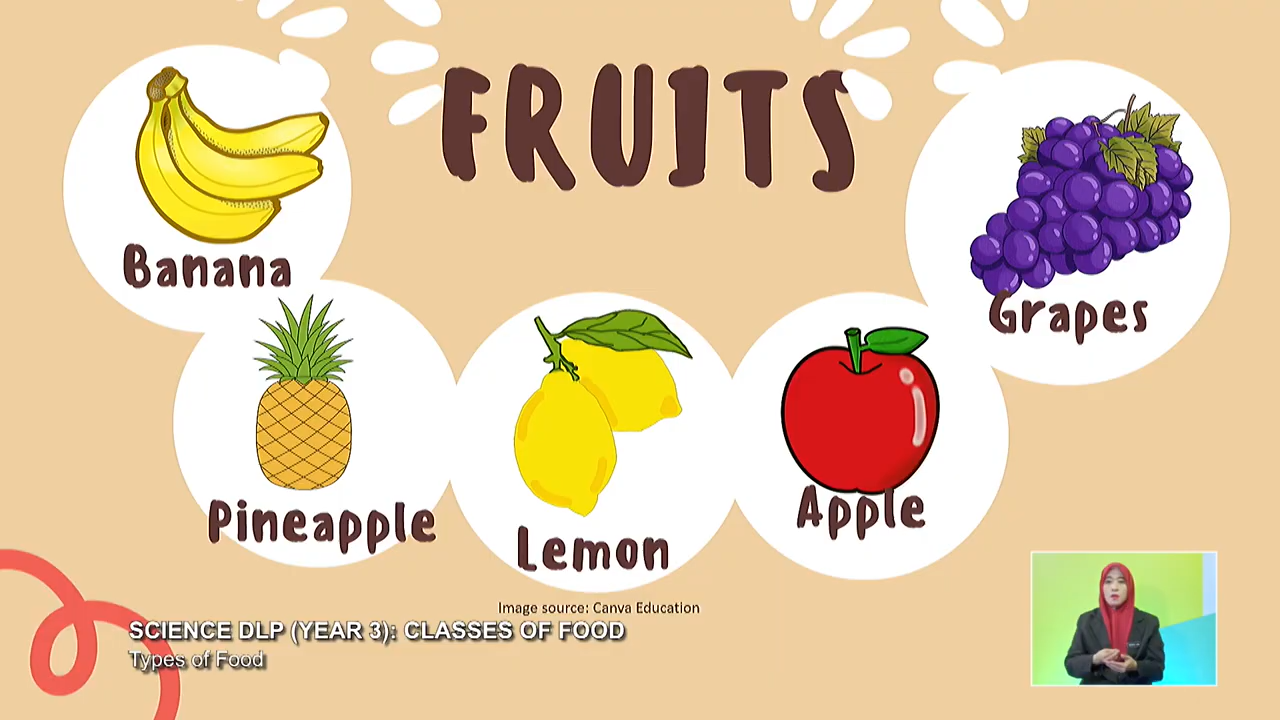 FRUITS
Banana
Grapes
Pineapple
Lemon
Apple
Image source: Canva Education
SCIENCE DLP (YEAR 3): CLASSES OF FOOD
Types of Food